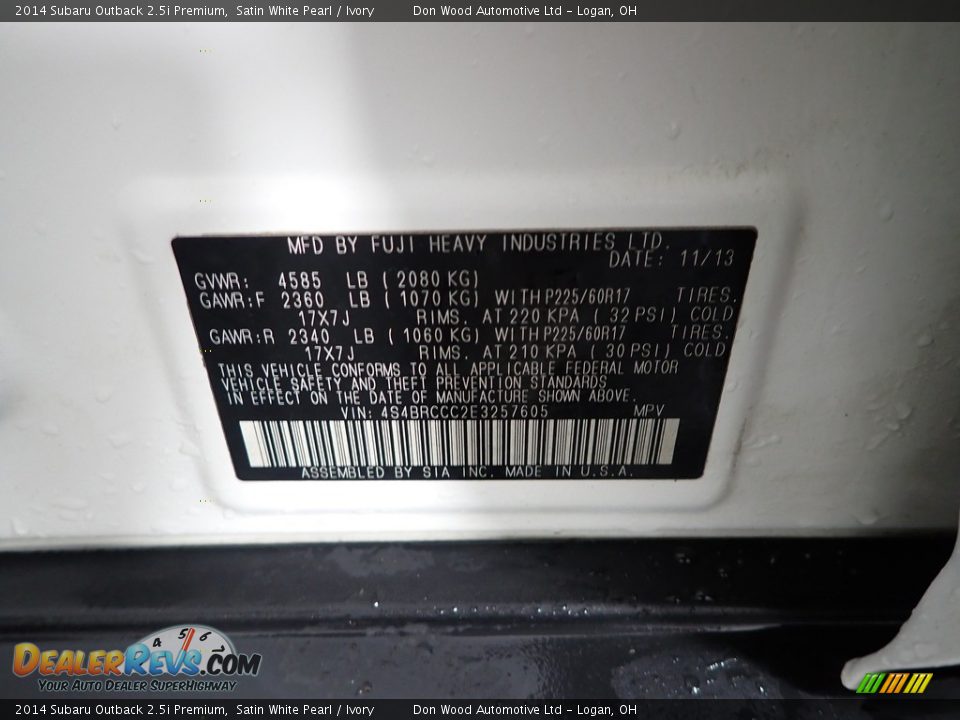 2014 Subaru Outback 2.5i Premium,  Satin White Pearl / Ivory          Don Wood Automotive Ltd - Logan, OH
MFD BY FUJI HEAVY INDUSTRIES LTD.
DATE: 11/13
GVWR: 4585 LB (2080 KG)
GAWR:F 2360 LB (1070 KG) WITH P225/60R17 TIRES.
17X7J RIMS. AT 220 KPA (32 PSI) COLD
GAWR:R 2340 LB (1060 KG) WITH P225/60R17 TIRES.
17X7J RIMS. AT 210 KPA (30 PSI) COLD
THIS VEHICLE CONFORMS TO ALL APPLICABLE FEDERAL MOTOR
VEHICLE SAFETY AND THEFT PREVENTION STANDARDS
IN EFFECT ON THE DATE OF MANUFACTURE SHOWN ABOVE.
VIN: 4S4BRCCC2E3257605 MPV
ASSEMBLED BY SIA INC. MADE IN U.S.A.
4 5 6
DEALERREVS.COM
YOUR AUTO DEALER SUPERHIGHWAY
2014 Subaru Outback 2.5i Premium,  Satin White Pearl / Ivory          Don Wood Automotive Ltd - Logan, OH